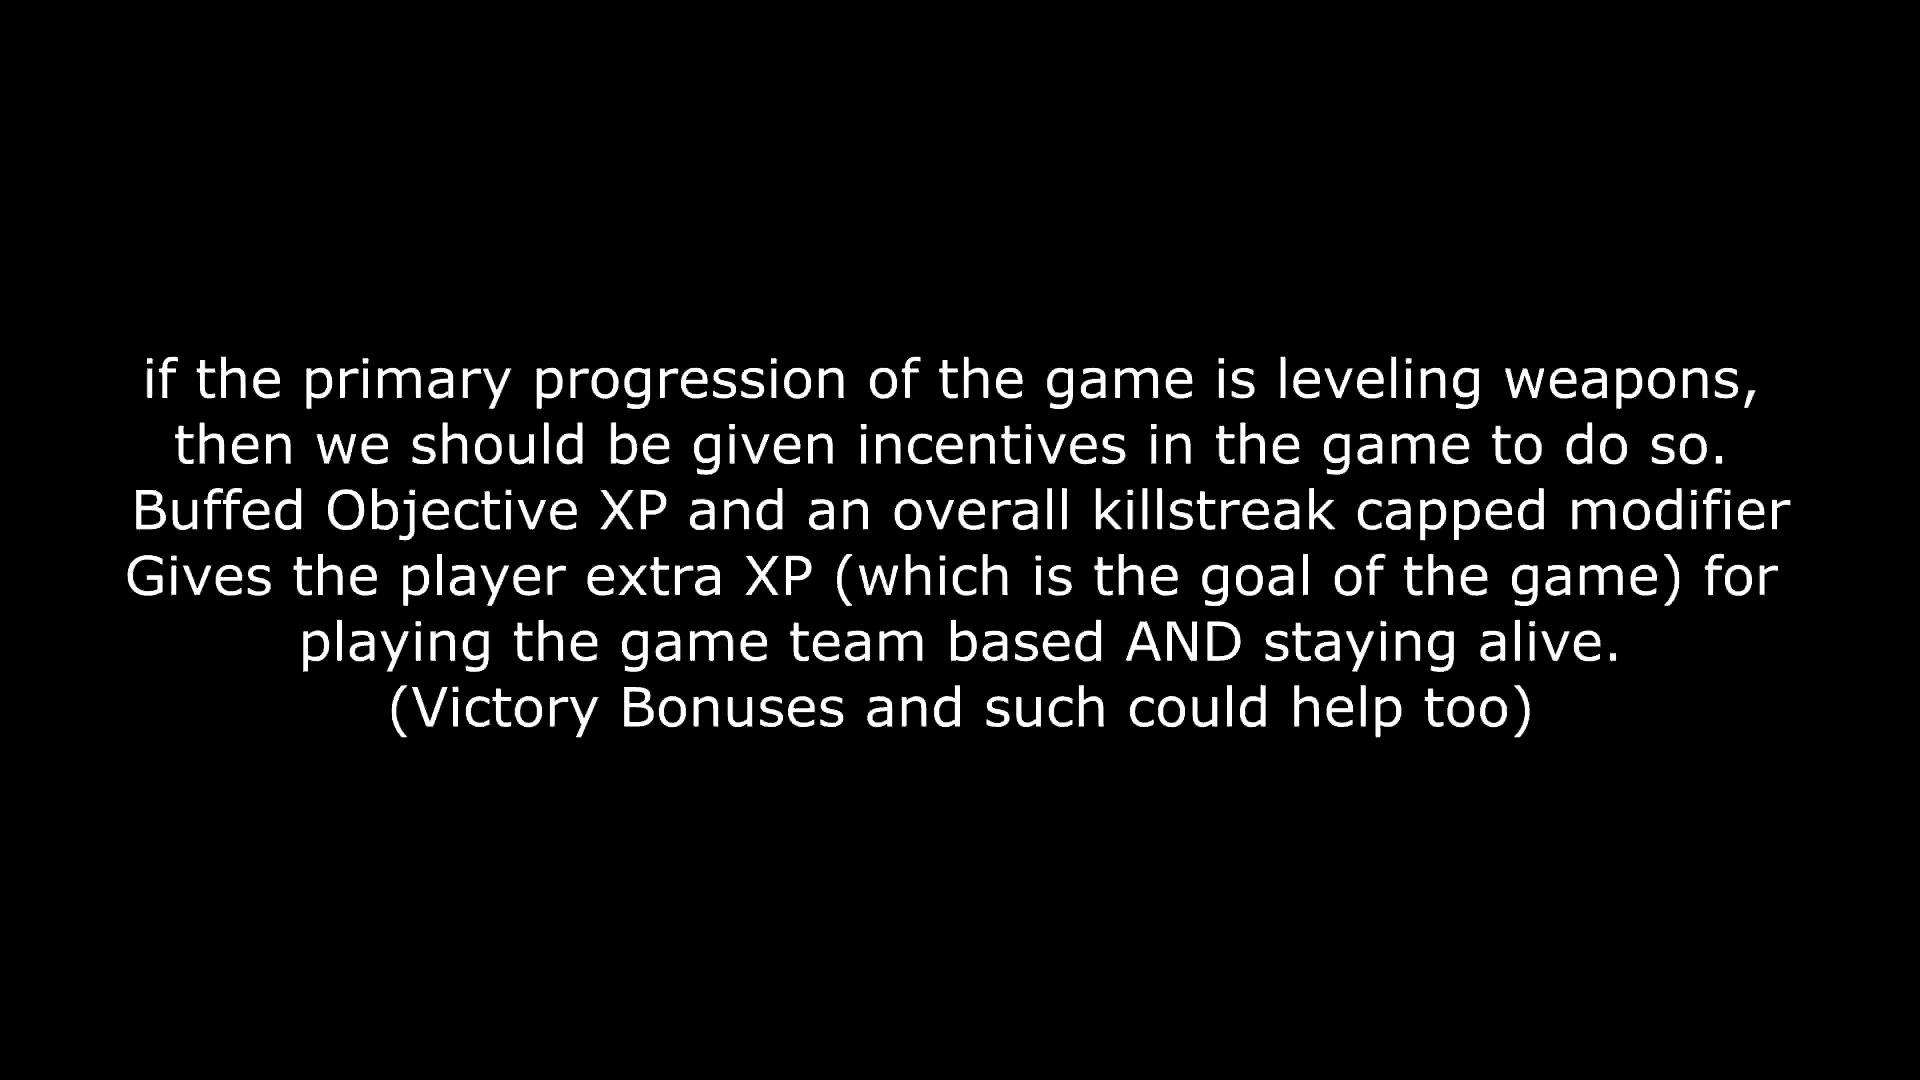 if the primary progression of the game is leveling weapons,
then we should be given incentives in the game to do so.
Buffed Objective XP and an overall killstreak capped modifier
Gives the player extra XP (which is the goal of the game) for
playing the game team based AND staying alive.
(Victory Bonuses and such could help too)